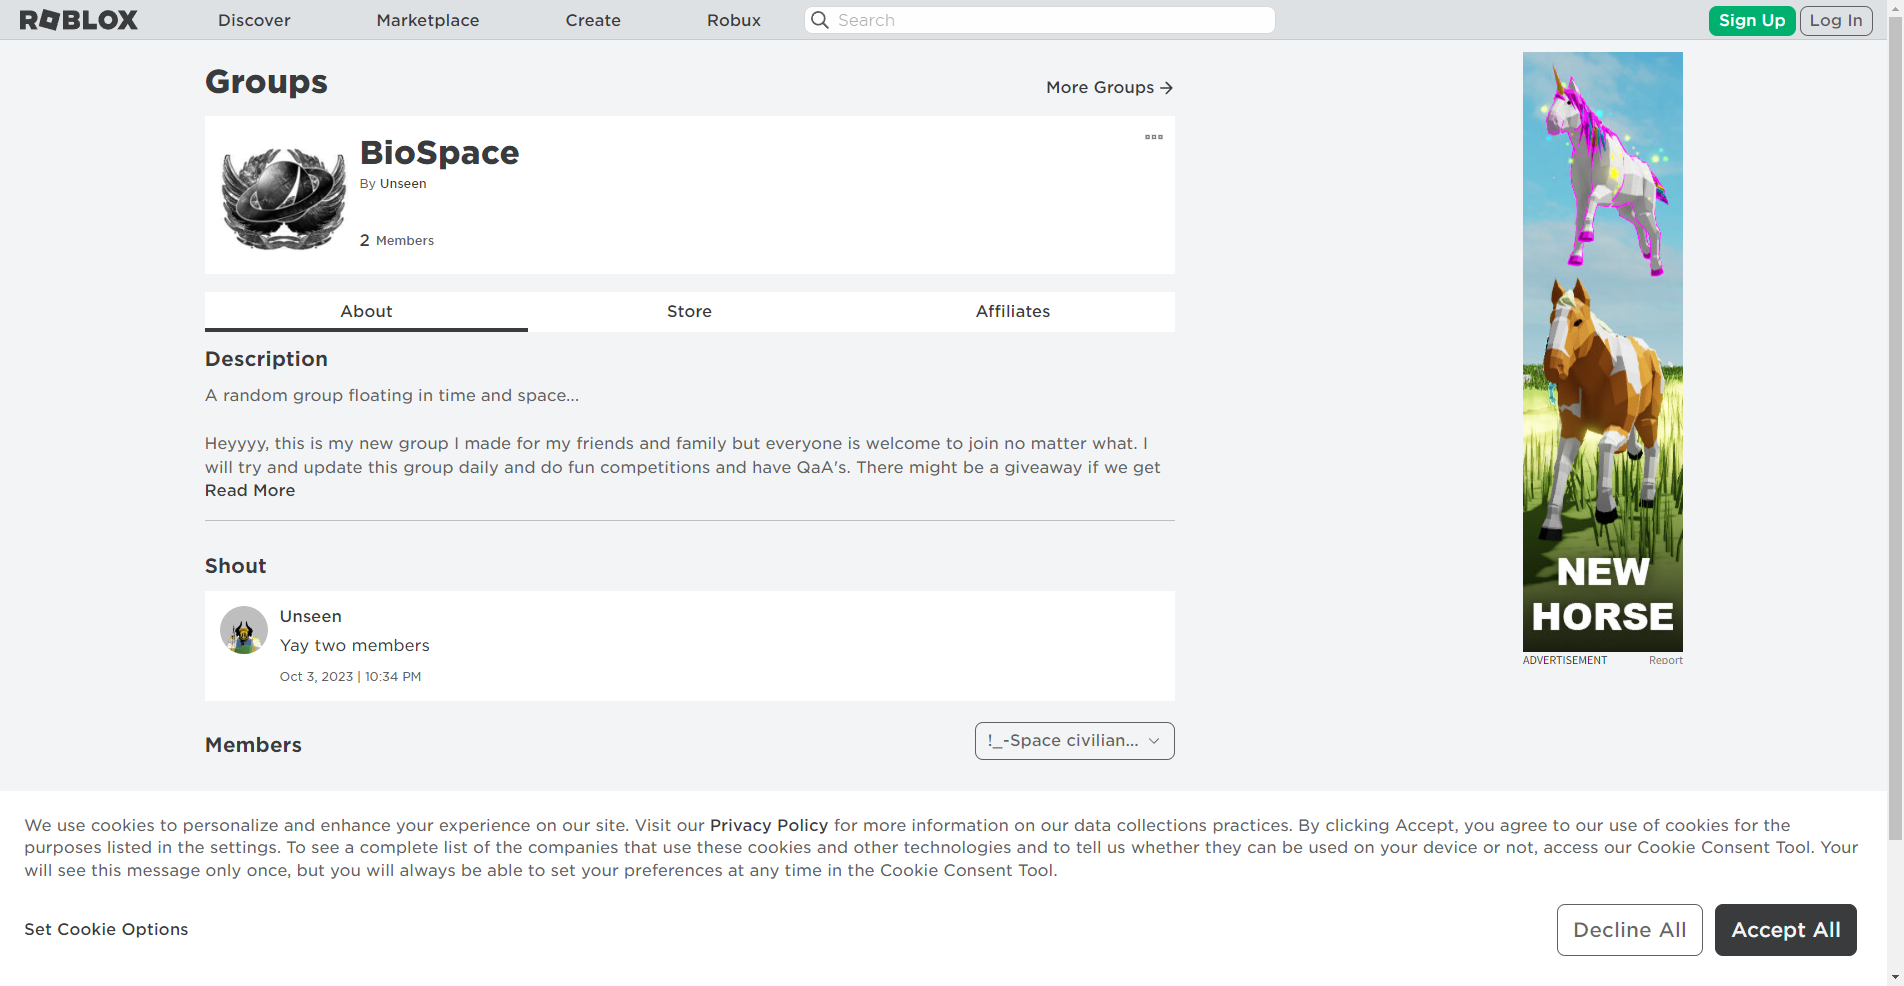 ROBLOX
Discover
Marketplace
Create
Robux
Search
Sign Up
Log In
Groups
More Groups
BioSpace
By Unseen
2 Members
About
Store
Affiliates
Description
A random group floating in time and space...
Heyyyy, this is my new group I made for my friends and family but everyone is welcome to join no matter what. I
will try and update this group daily and do fun competitions and have QaA's. There might be a giveaway if we get
Read More
Shout
Unseen
Yay two members
Oct 3, 2023 | 10:34 PM
Members
!_-Space civilian...
NEW
HORSE
ADVERTISEMENT
Report
We use cookies to personalize and enhance your experience on our site. Visit our Privacy Policy for more information on our data collections practices. By clicking Accept, you agree to our use of cookies for the
purposes listed in the settings. To see a complete list of the companies that use these cookies and other technologies and to tell us whether they can be used on your device or not, access our Cookie Consent Tool. Your
will see this message only once, but you will always be able to set your preferences at any time in the Cookie Consent Tool.
Set Cookie Options
Decline All
Accept All